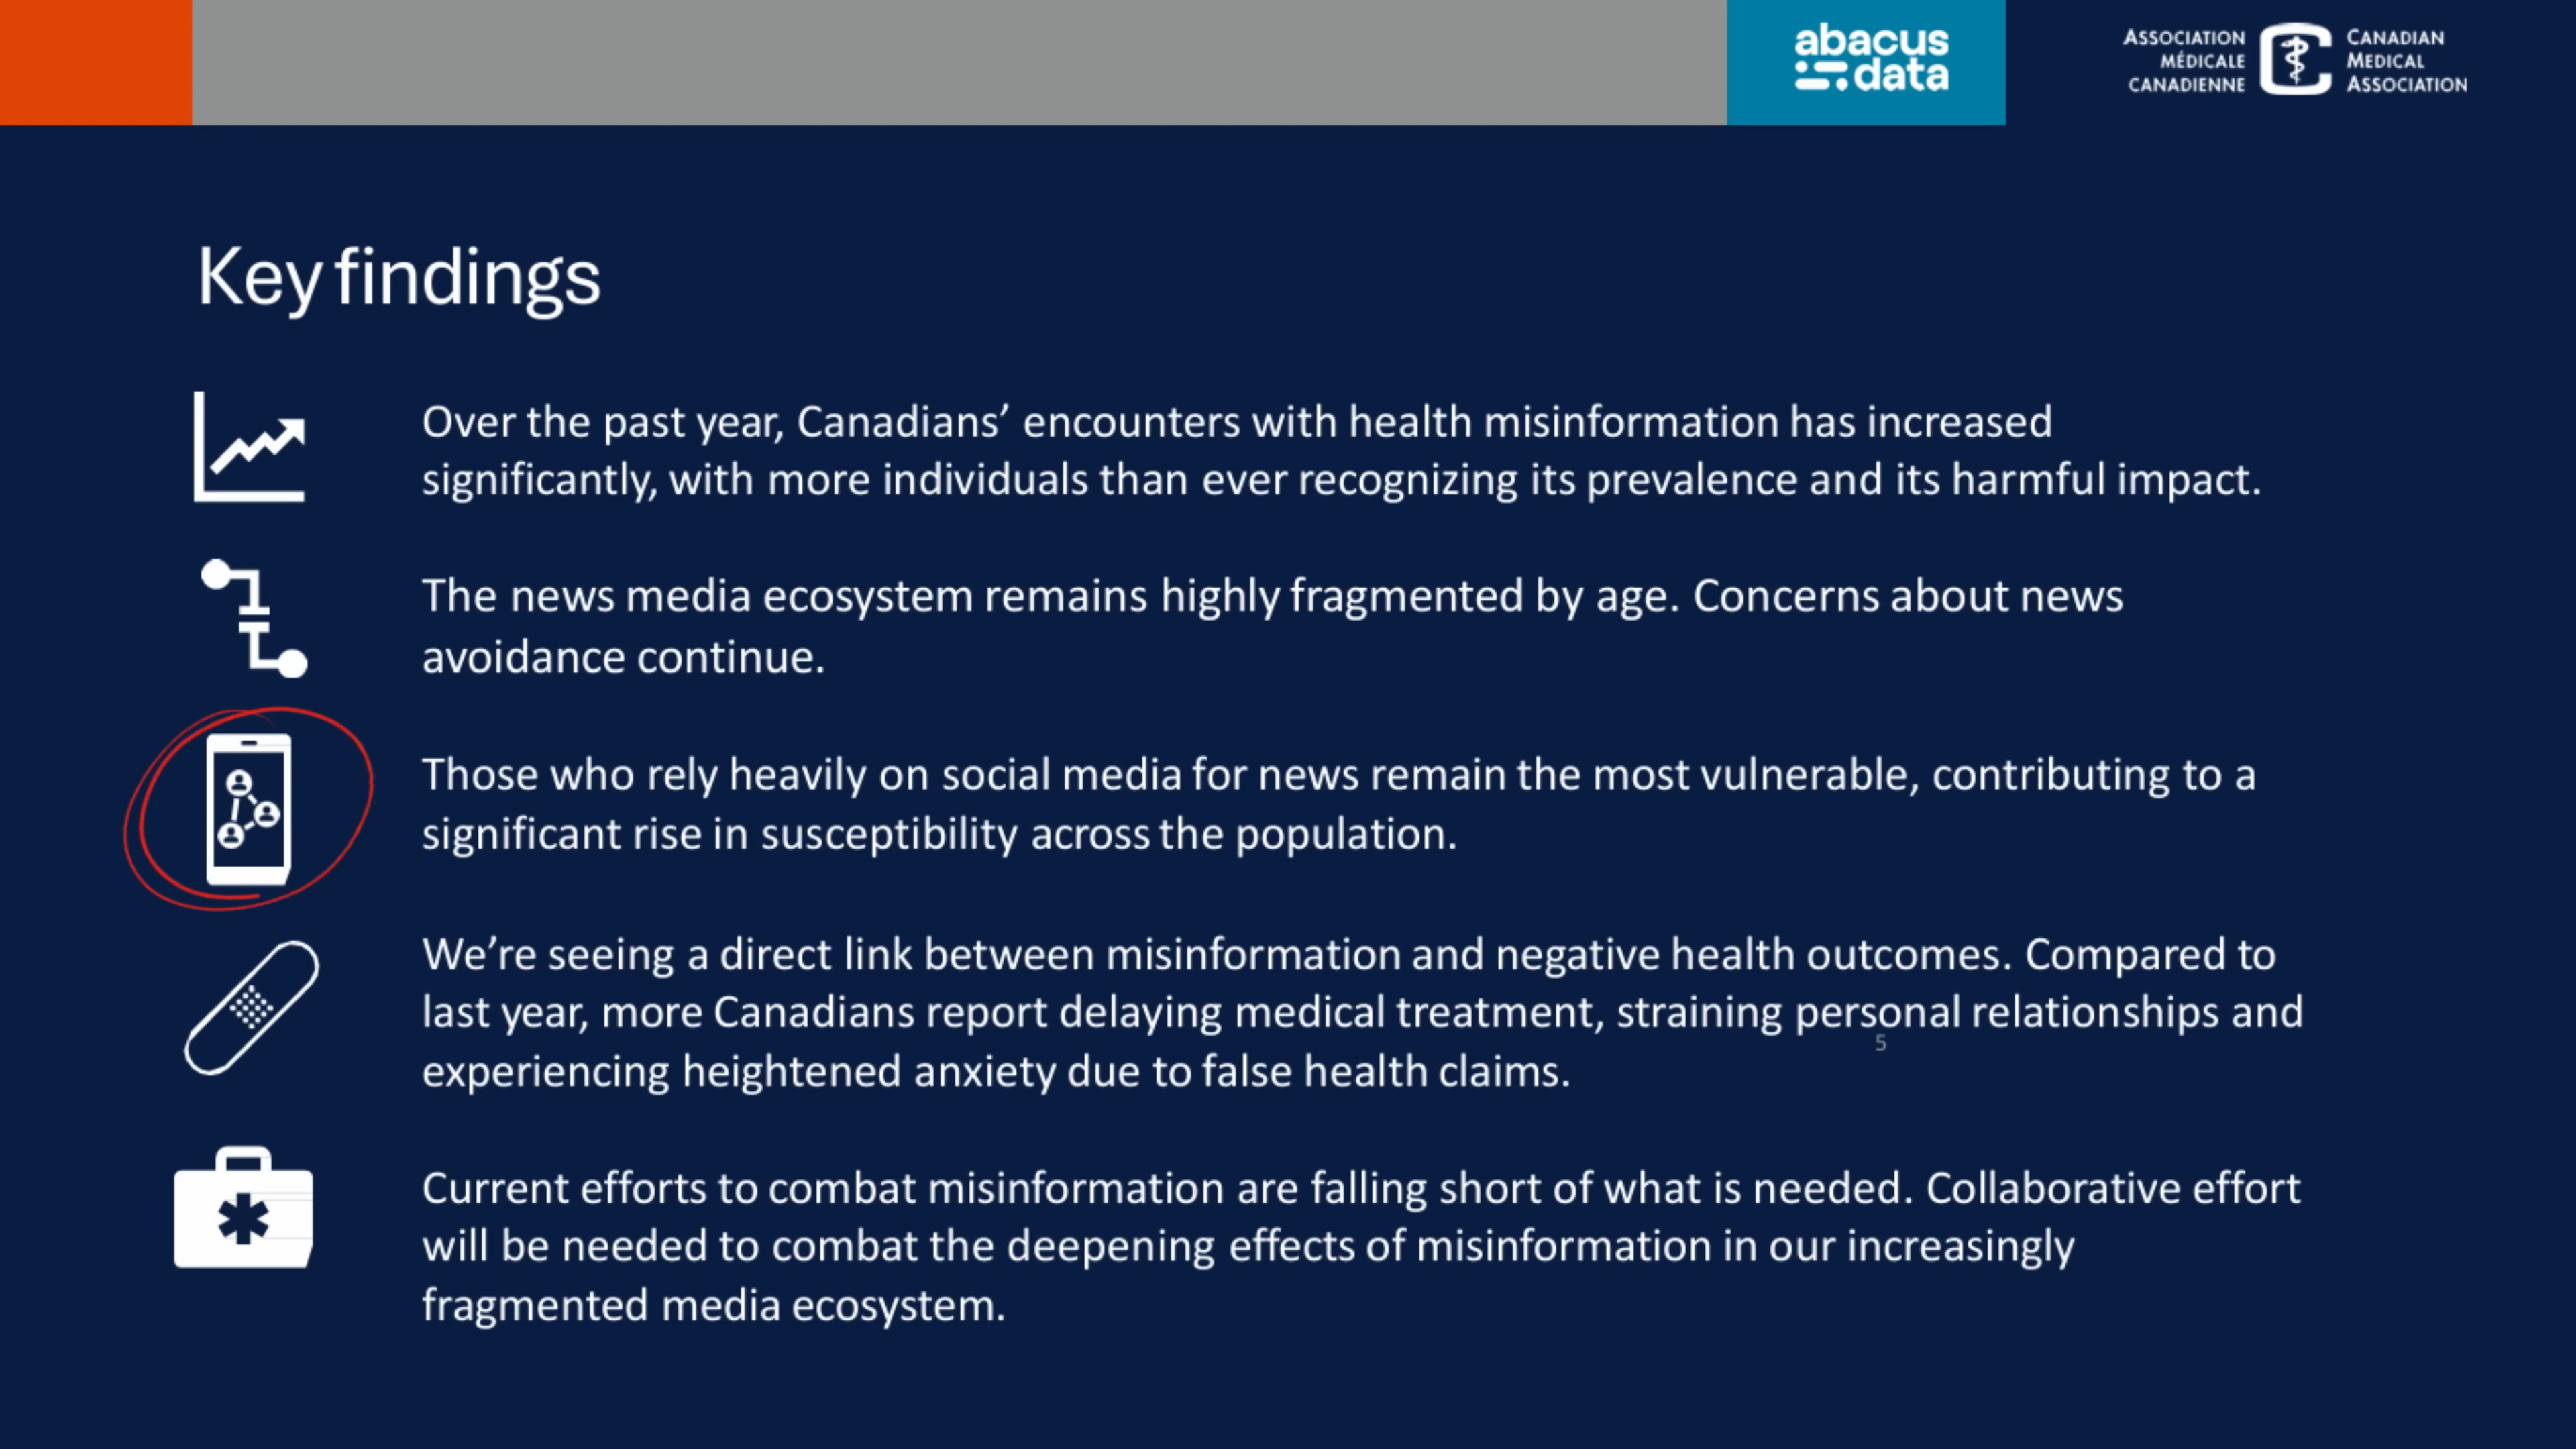 abacus
data
ASSOCIATION
MÉDICALE
CANADIENNE
CANADIAN
MEDICAL
ASSOCIATION
Key findings
Over the past year, Canadians’ encounters with health misinformation has increased
significantly, with more individuals than ever recognizing its prevalence and its harmful impact.
The news media ecosystem remains highly fragmented by age. Concerns about news
avoidance continue.
Those who rely heavily on social media for news remain the most vulnerable, contributing to a
significant rise in susceptibility across the population.
We’re seeing a direct link between misinformation and negative health outcomes. Compared to
last year, more Canadians report delaying medical treatment, straining personal relationships and
5
experiencing heightened anxiety due to false health claims.
Current efforts to combat misinformation are falling short of what is needed. Collaborative effort
will be needed to combat the deepening effects of misinformation in our increasingly
fragmented media ecosystem.